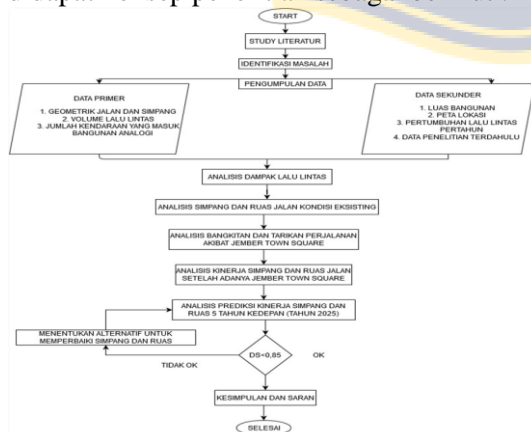 START
STUDY LITERATUR
IDENTIFIKASI MASALAH
PENGUMPULAN DATA
DATA PRIMER
1. GEOMETRIK JALAN DAN SIMPANG
2. VOLUME LALU LINTAS
3. JUMLAH KENDARAAN YANG MASUK
BANGUNAN ANALOGI
DATA SEKUNDER
1. LUAS BANGUNAN
2. PETA LOKASI
3. PERTUMBUHAN LALU LINTAS
PERTAHUN
4. DATA PENELITIAN TERDAHULU
ANALISIS DAMPAK LALU LINTAS
ANALISIS SIMPANG DAN RUAS JALAN KONDISI EKSISTING
ANALISIS BANGKITAN DAN TARIKAN PERJALANAN
AKIBAT JEMBER TOWN SQUARE
ANALISIS KINERJA SIMPANG DAN RUAS JALAN
SETELAH ADANYA JEMBER TOWN SQUARE
ANALISIS PREDIKSI KINERJA SIMPANG DAN
RUAS 5 TAHUN KEDEPAN (TAHUN 2025)
MENENTUKAN ALTERNATIF UNTUK
MEMPERBAIKI SIMPANG DAN RUAS
DS=0,85
OK
TIDAK OK
KESIMPULAN DAN SARAN
SELESAI